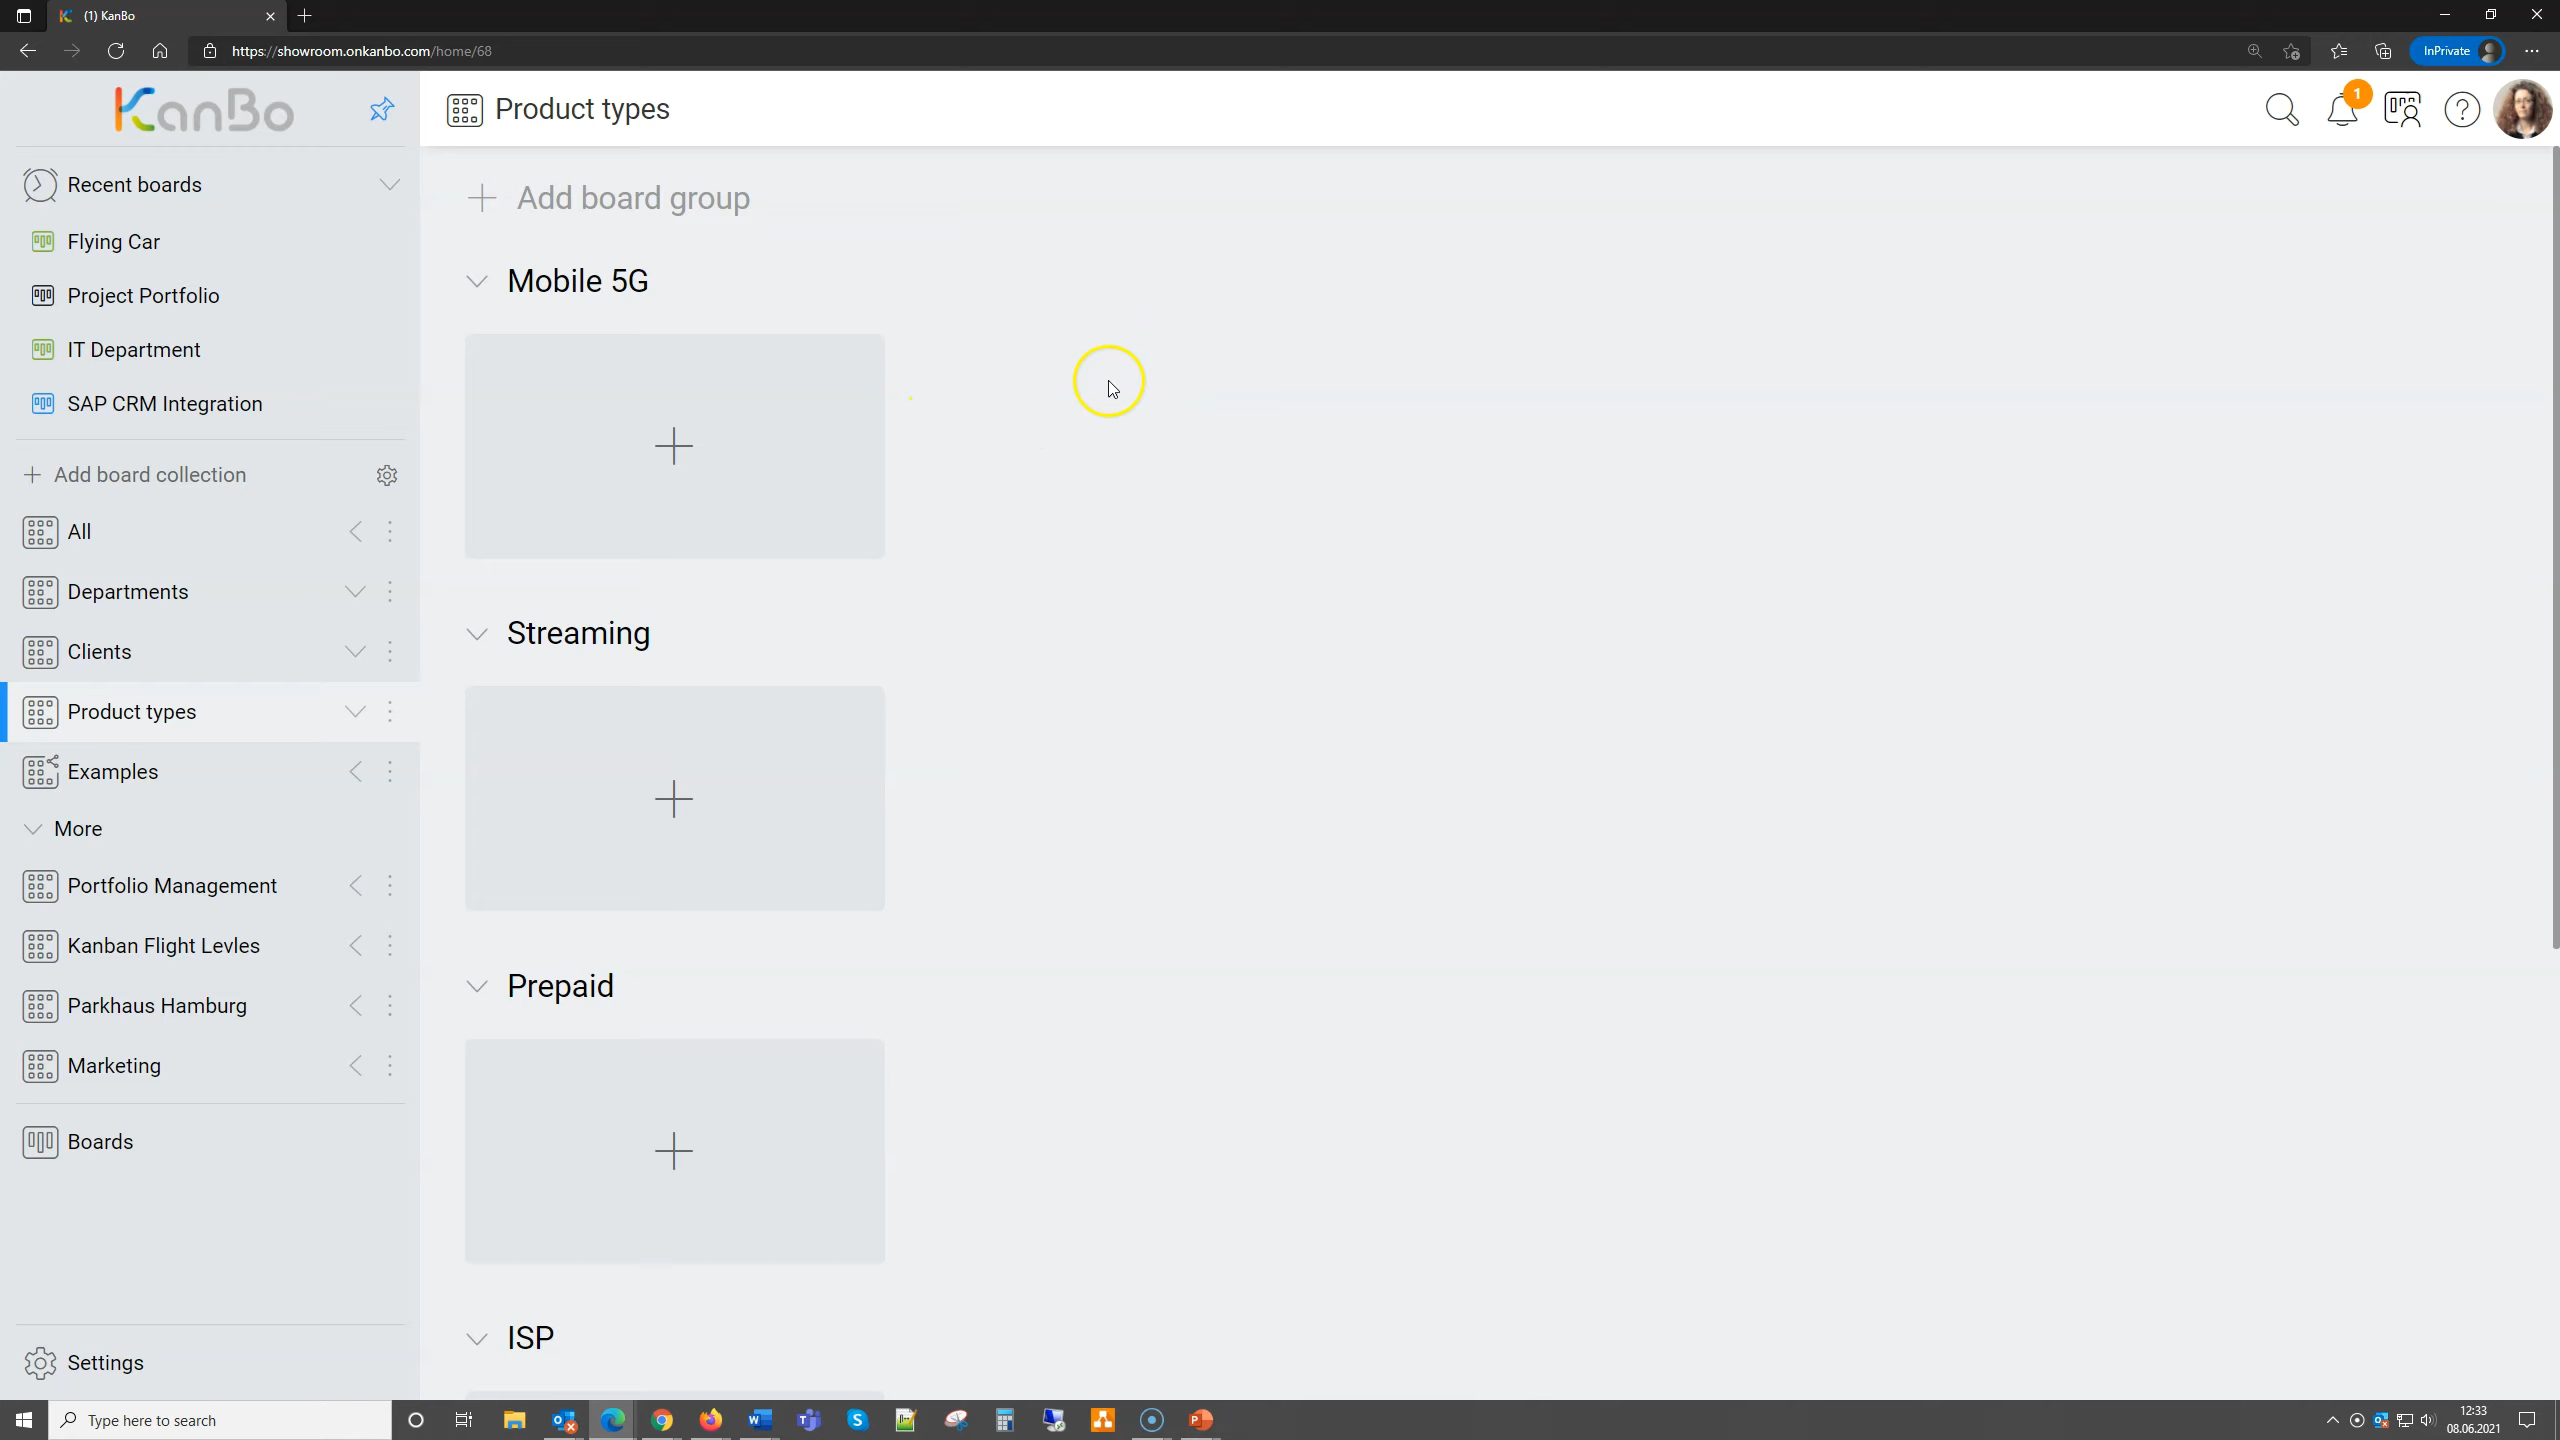 (1) KanBo
https://showroom.onkanbo.com/home/68
InPrivate
KanBo
Product types
1
Recent boards
Flying Car
Project Portfolio
IT Department
SAP CRM Integration
Add board collection
All
Departments
Clients
Product types
Examples
More
Portfolio Management
Kanban Flight Levles
Parkhaus Hamburg
Marketing
Boards
Settings
Add board group
Mobile 5G
Streaming
Prepaid
ISP
Type here to search
12:33
08.06.2021